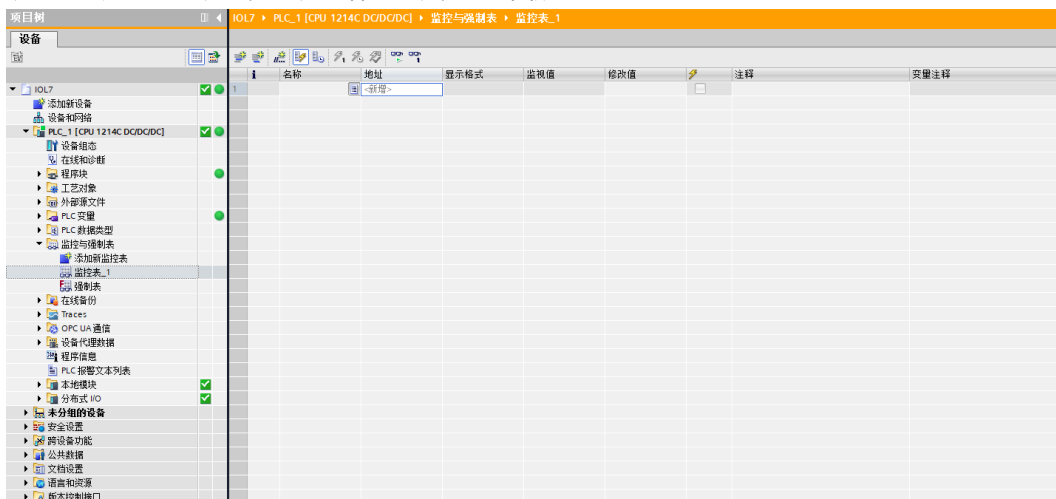 项目树
IOL7 ▸ PLC_1 [CPU 1214C DC/DC/DC] ▸ 监控与强制表 ▸ 监控表_1
设备
i 名称 地址 显示格式 监视值 修改值 注释 变量注释
1 <新增>
IOL7
添加新设备
设备和网络
PLC_1 [CPU 1214C DC/DC/DC]
设备组态
在线和诊断
程序块
工艺对象
外部源文件
PLC 变量
PLC 数据类型
监控与强制表
添加新监控表
监控表_1
强制表
在线备份
Traces
OPC UA 通信
设备代理数据
程序信息
PLC 报警文本列表
本地模块
分布式 I/O
未分组的设备
安全设置
跨设备功能
公共数据
文档设置
语言和资源
版本控制接口